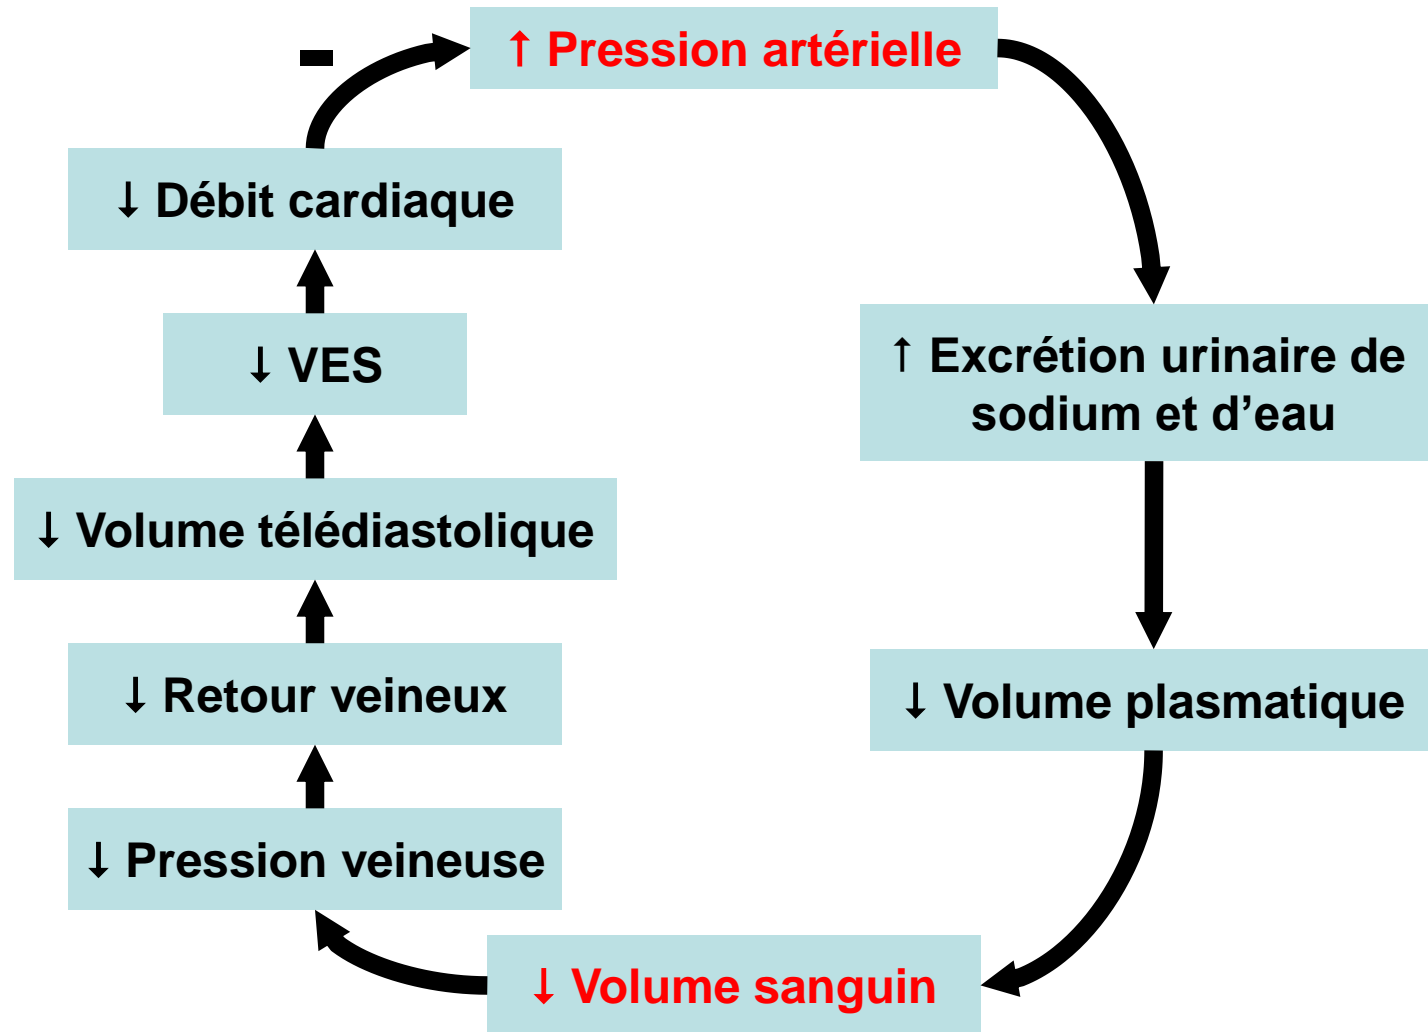 ↑ Pression artérielle
↑ Excrétion urinaire de
sodium et d’eau
↓ Volume plasmatique
↓ Volume sanguin
↓ Pression veineuse
↓ Retour veineux
↓ Volume télédiastolique
↓ VES
↓ Débit cardiaque
-